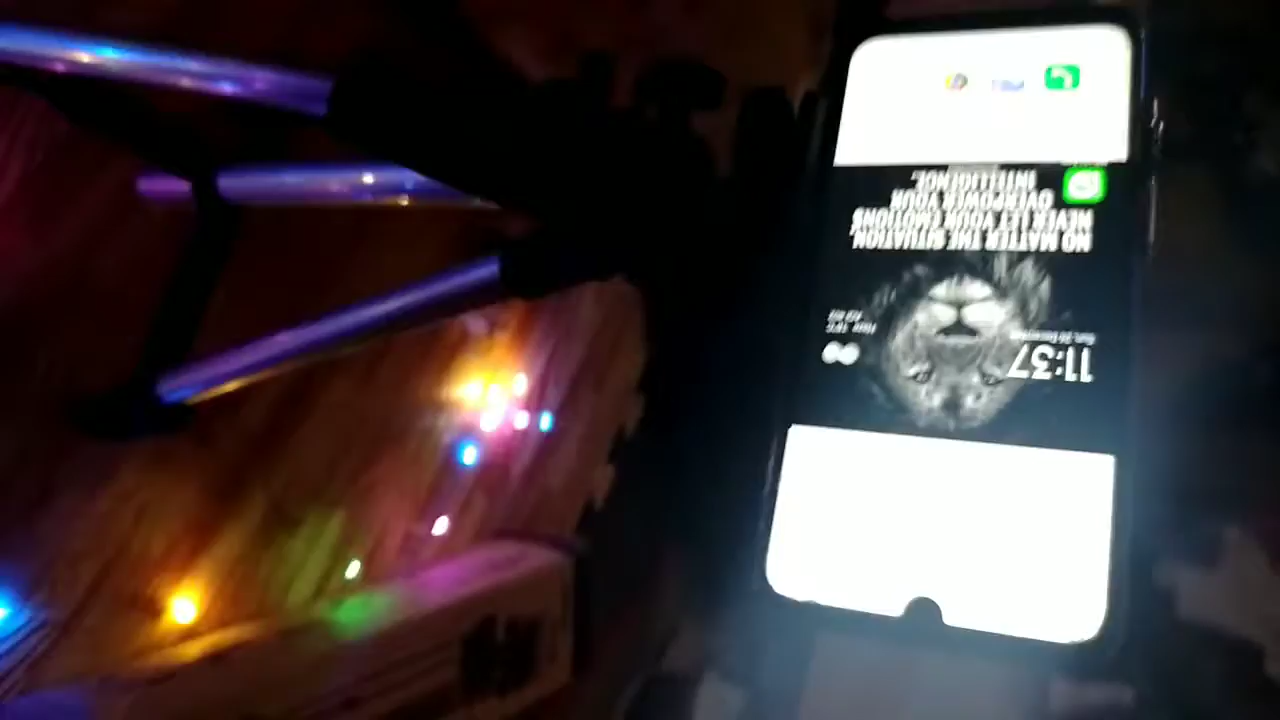 11:37
NO MATTER THE SITUATION,
NEVER LET YOUR EMOTIONS
OVERPOWER YOUR
INTELLIGENCE.